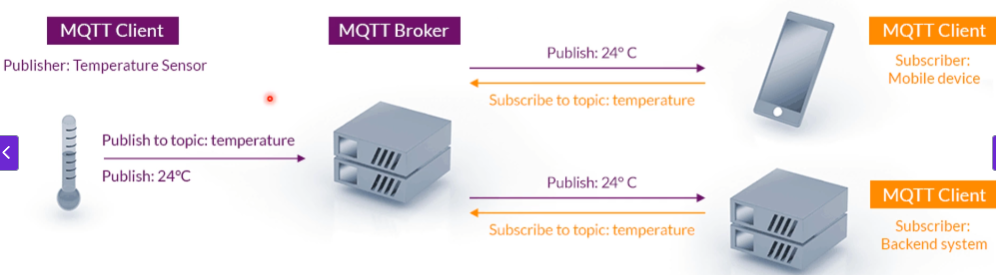 MQTT Client
Publisher: Temperature Sensor
Publish to topic: temperature
Publish: 24°C
MQTT Broker
Publish: 24° C
Subscribe to topic: temperature
MQTT Client
Subscriber:
Mobile device
Publish: 24° C
Subscribe to topic: temperature
MQTT Client
Subscriber:
Backend system